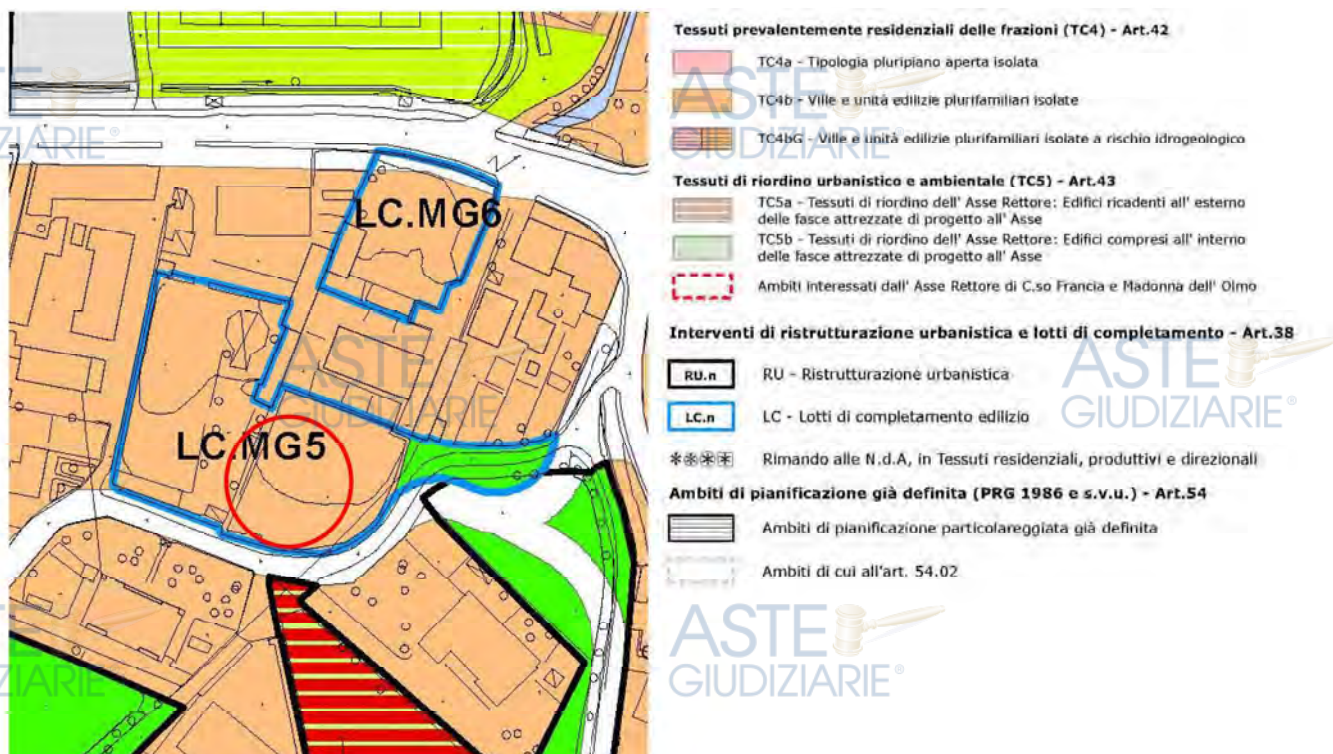 LC.MG6
LC.MG5
Tessuti prevalentemente residenziali delle frazioni (TC4) - Art.42
TC4a - Tipologia pluripiano aperta isolata
TC4b - Ville e unità edilizie plurifamiliari isolate
TC4bG - Ville e unità edilizie plurifamiliari isolate a rischio idrogeologico
Tessuti di riordino urbanistico e ambientale (TC5) - Art.43
TC5a - Tessuti di riordino dell' Asse Rettore: Edifici ricadenti all' esterno
delle fasce attrezzate di progetto all' Asse
TC5b - Tessuti di riordino dell' Asse Rettore: Edifici compresi all' interno
delle fasce attrezzate di progetto all' Asse
Ambiti interessati dall' Asse Rettore di C.so Francia e Madonna dell' Olmo
Interventi di ristrutturazione urbanistica e lotti di completamento - Art.38
RU.n RU - Ristrutturazione urbanistica
LC.n LC - Lotti di completamento edilizio
Rimando alle N.d.A, in Tessuti residenziali, produttivi e direzionali
Ambiti di pianificazione già definita (PRG 1986 e s.v.u.) - Art.54
Ambiti di pianificazione particolareggiata già definita
Ambiti di cui all'art. 54.02
ASTE
GIUDIZIARIE®
ASTE
GIUDIZIARIE®
ASTE
GIUDIZIARIE®
ASTE
GIUDIZIARIE